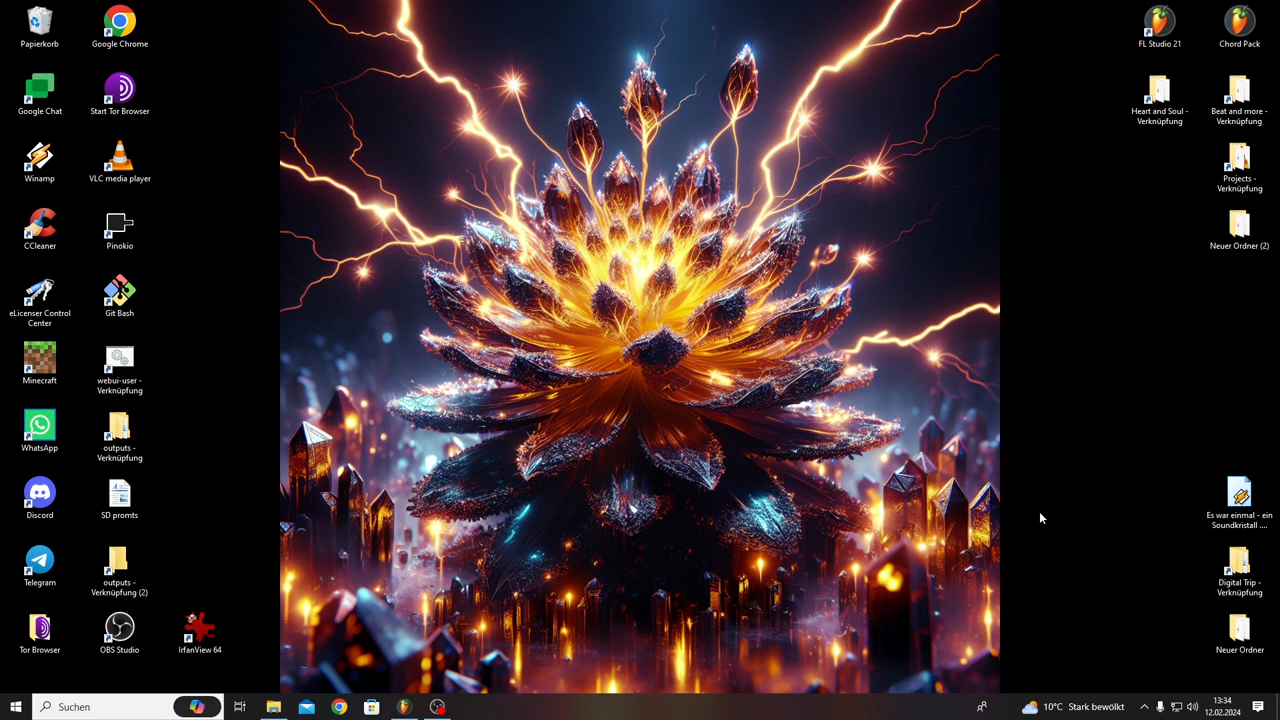 Papierkorb
Google Chrome
Google Chat
Start Tor Browser
Winamp
VLC media player
CCleaner
Pinokio
eLicenser Control
Center
Git Bash
Minecraft
webui-user -
Verknüpfung
WhatsApp
outputs -
Verknüpfung
Discord
SD promts
Telegram
outputs -
Verknüpfung (2)
Tor Browser
OBS Studio
IrfanView 64
FL Studio 21
Chord Pack
Heart and Soul -
Verknüpfung
Beat and more -
Verknüpfung
Projects -
Verknüpfung
Neuer Ordner (2)
Es war einmal - ein
Soundkristall ....
Digital Trip -
Verknüpfung
Neuer Ordner
Suchen
10°C Stark bewölkt
13:34
12.02.2024